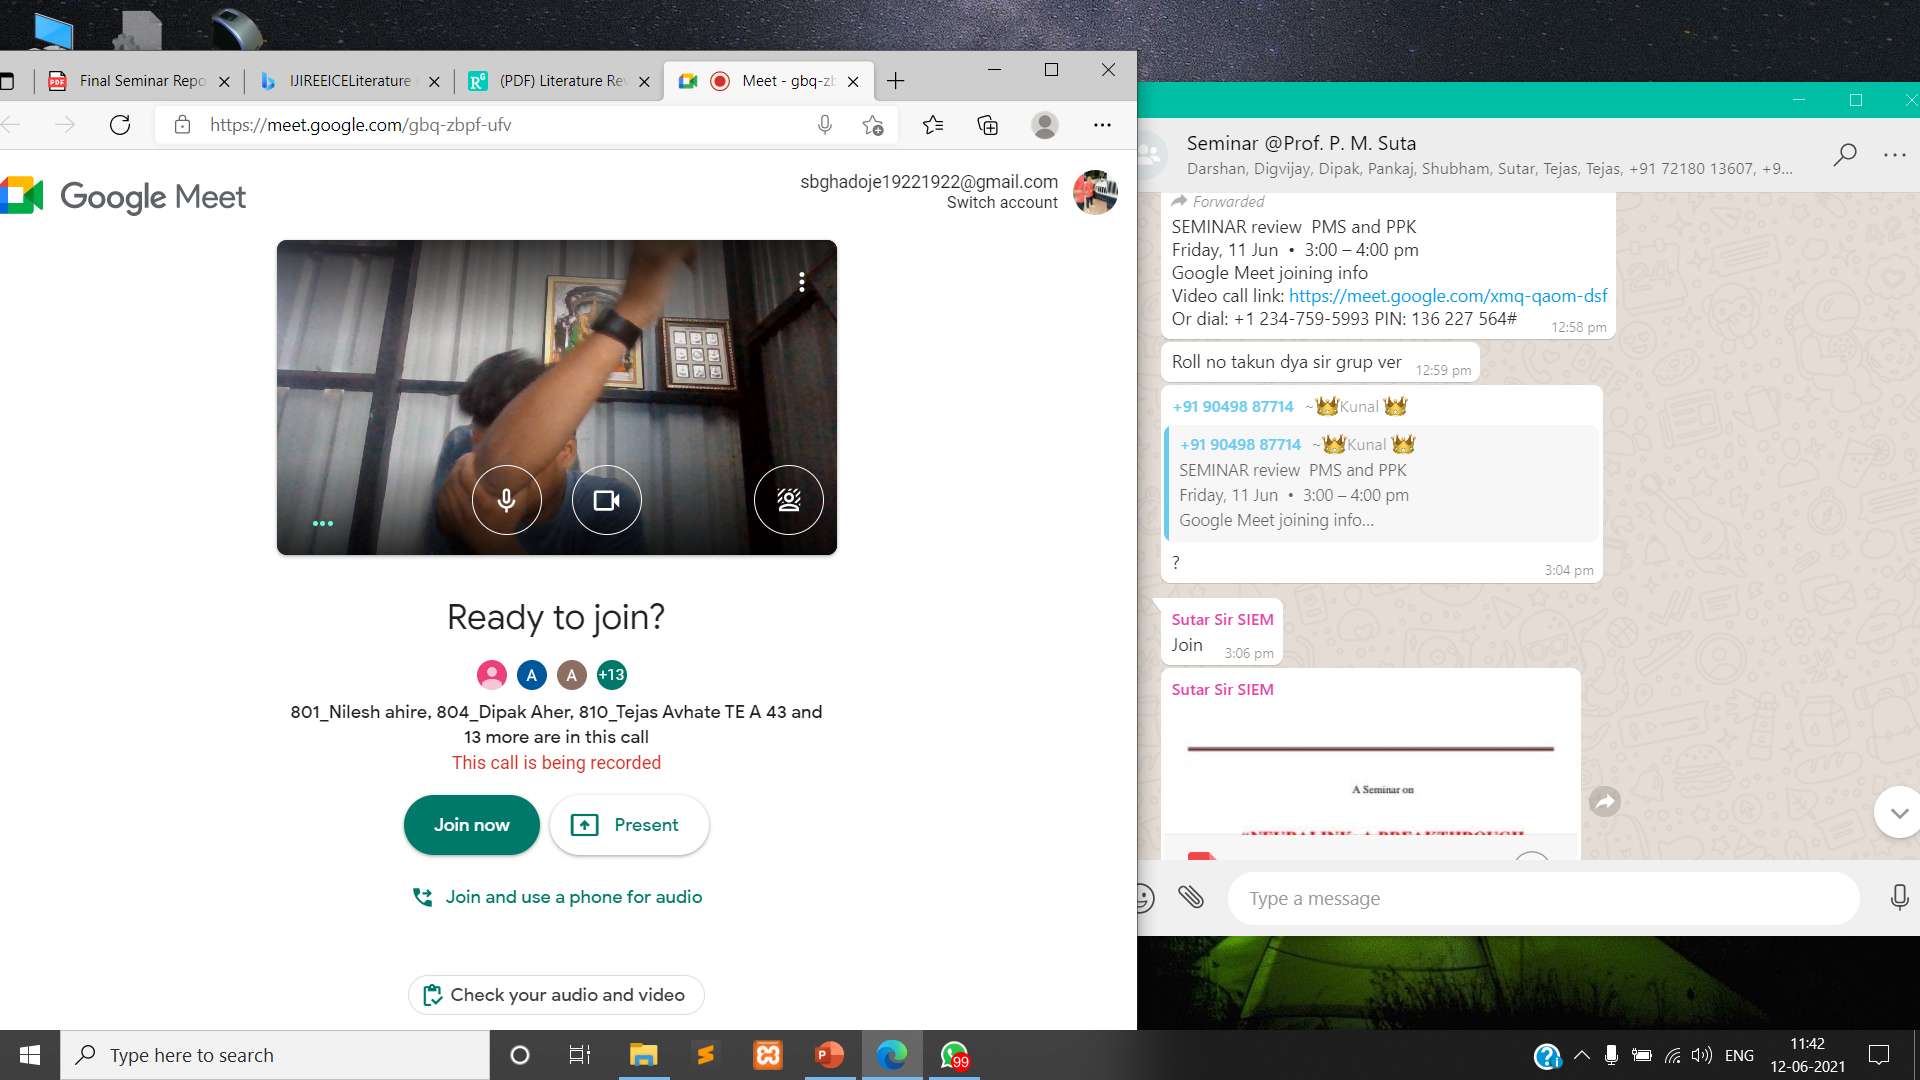 Final Seminar Repo
IJIREEICELiterature
(PDF) Literature Rev
Meet - gbq-zb
https://meet.google.com/gbq-zbpf-ufv
Google Meet
sbghadoje19221922@gmail.com
Switch account
Ready to join?
A
A
+13
801_Nilesh ahire, 804_Dipak Aher, 810_Tejas Avhate TE A 43 and
13 more are in this call
This call is being recorded
Join now
Present
Join and use a phone for audio
Check your audio and video
Seminar @Prof. P. M. Suta
Darshan, Digvijay, Dipak, Pankaj, Shubham, Sutar, Tejas, Tejas, +91 72180 13607, +9...
Forwarded
SEMINAR review PMS and PPK
Friday, 11 Jun • 3:00 – 4:00 pm
Google Meet joining info
Video call link: https://meet.google.com/xmq-qaom-dsf
Or dial: +1 234-759-5993 PIN: 136 227 564#
12:58 pm
Roll no takun dya sir grup ver
12:59 pm
+91 90498 87714 ~👑Kunal 👑
+91 90498 87714 ~👑Kunal 👑
SEMINAR review PMS and PPK
Friday, 11 Jun • 3:00 – 4:00 pm
Google Meet joining info...
?
3:04 pm
Sutar Sir SIEM
Join
3:06 pm
Sutar Sir SIEM
A Seminar on
"NEURALINK: A BREAKTHROUGH
Type a message
Type here to search
99
ENG
11:42
12-06-2021